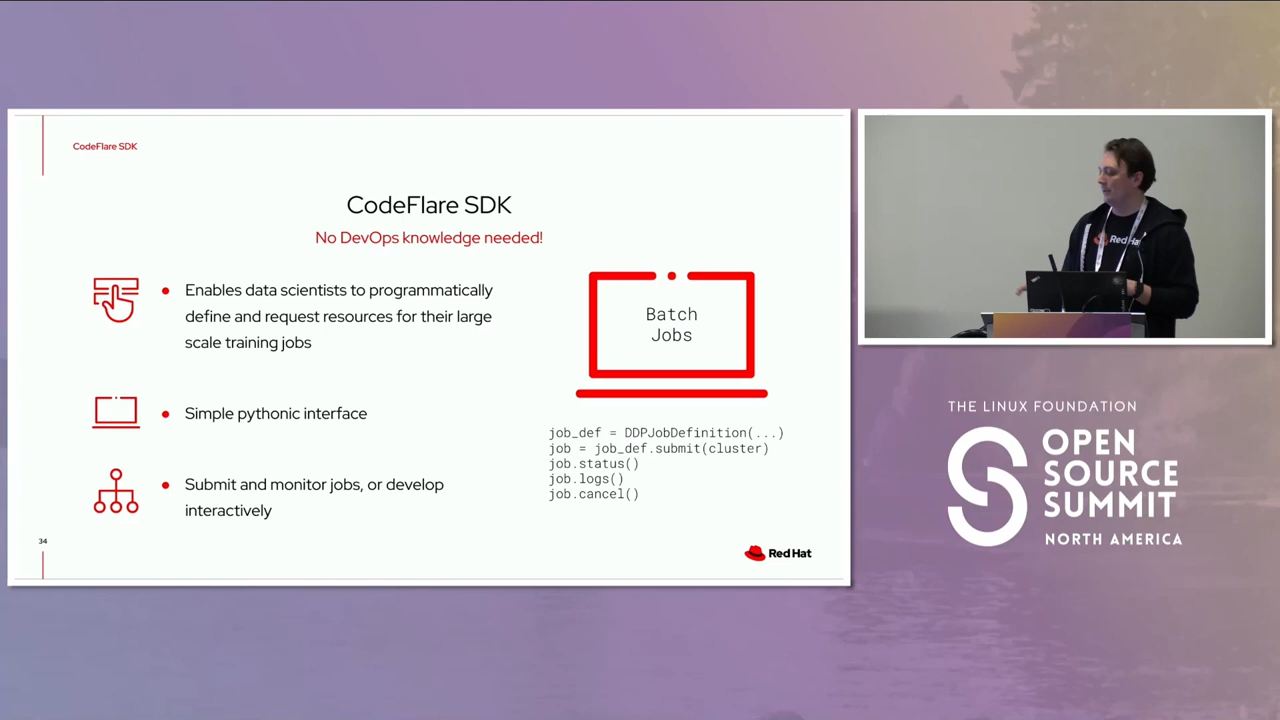 CodeFlare SDK
CodeFlare SDK
No DevOps knowledge needed!
Enables data scientists to programmatically
define and request resources for their large
scale training jobs
Simple pythonic interface
Submit and monitor jobs, or develop
interactively
Batch
Jobs
job_def = DDPJobDefinition(...)
job = job_def.submit(cluster)
job.status()
job.logs()
job.cancel()
34
Red Hat
Red Hat
THE LINUX FOUNDATION
OPEN
SOURCE
SUMMIT
NORTH AMERICA